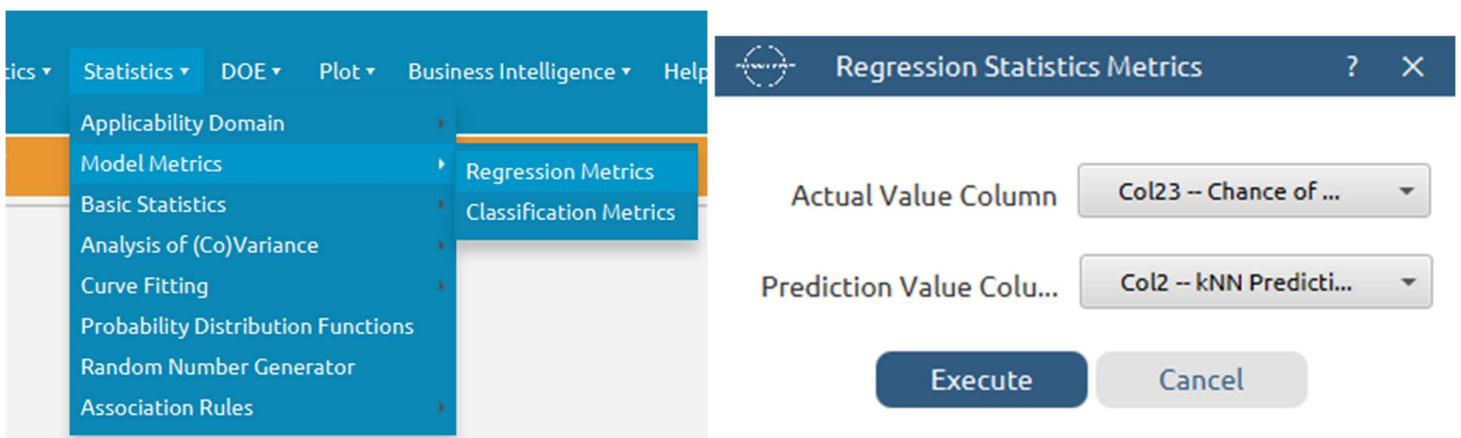 tics Statistics DOE Plot Business Intelligence Help
Applicability Domain
Model Metrics
Basic Statistics
Analysis of (Co)Variance
Curve Fitting
Probability Distribution Functions
Random Number Generator
Association Rules
Regression Metrics
Classification Metrics
Regression Statistics Metrics ? ×
Actual Value Column Col23 -- Chance of ...
Prediction Value Colu... Col2 -- kNN Predicti...
Execute Cancel